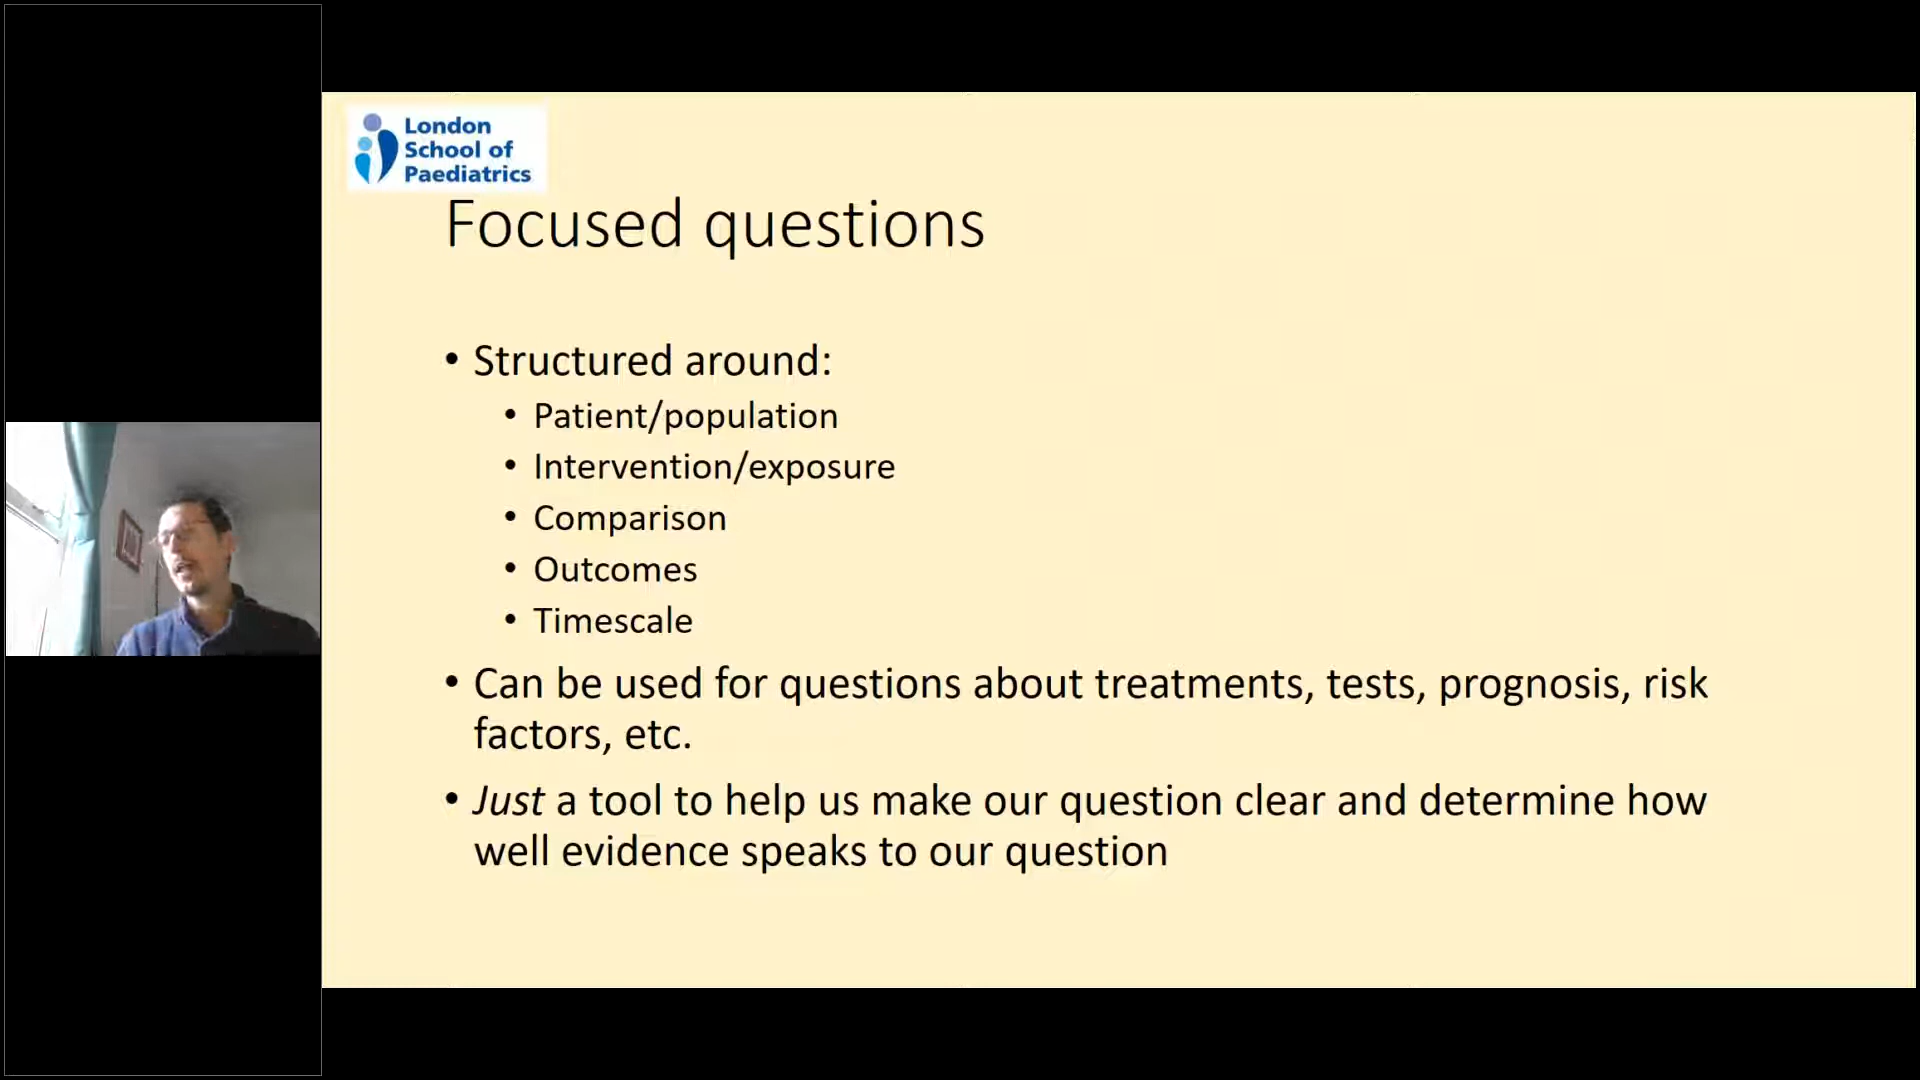 London
School of
Paediatrics
Focused questions
• Structured around:
• Patient/population
• Intervention/exposure
• Comparison
• Outcomes
• Timescale
• Can be used for questions about treatments, tests, prognosis, risk
factors, etc.
• Just a tool to help us make our question clear and determine how
well evidence speaks to our question